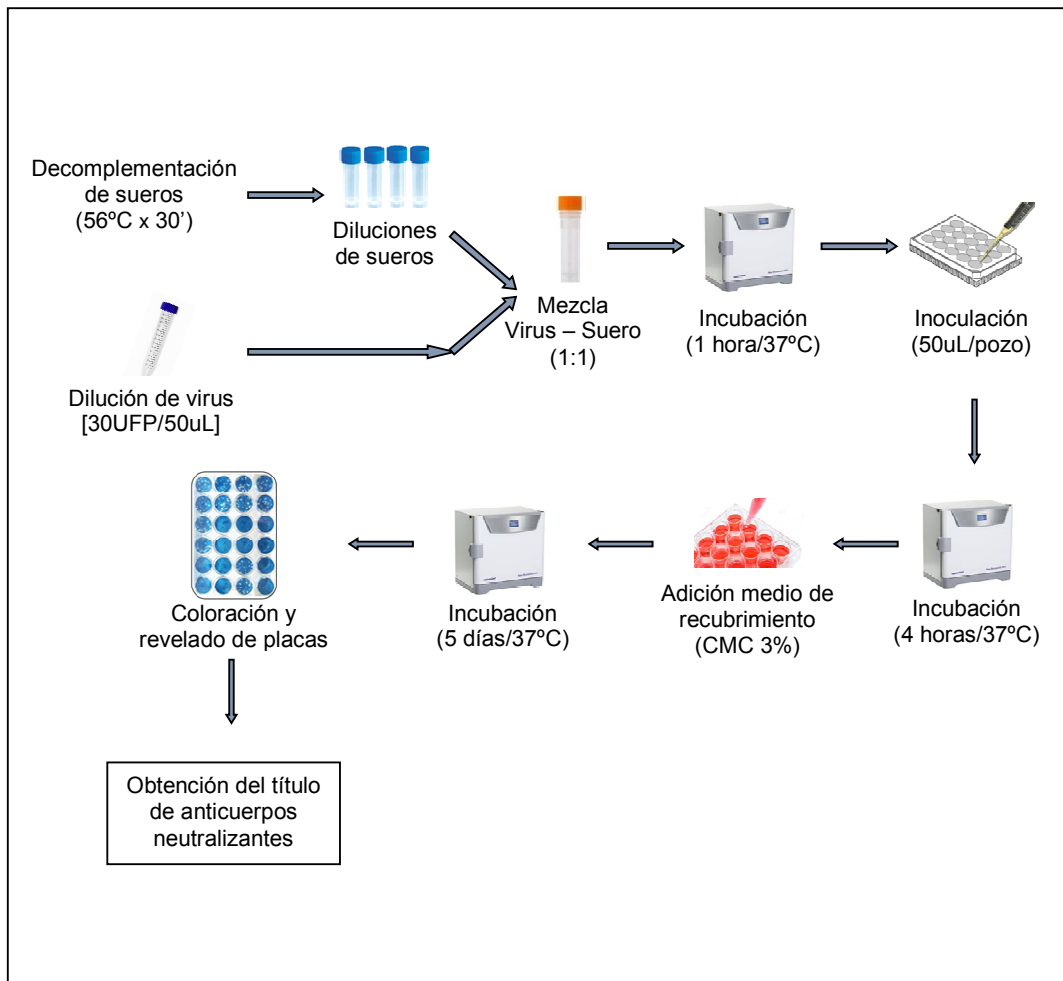 Decomplementación
de sueros
(56ºC x 30’)
Diluciones
de sueros
Dilución de virus
[30UFP/50uL]
Mezcla
Virus – Suero
(1:1)
Incubación
(1 hora/37ºC)
Inoculación
(50uL/pozo)
Incubación
(4 horas/37ºC)
Adición medio de
recubrimiento
(CMC 3%)
Incubación
(5 días/37ºC)
Coloración y
revelado de placas
Obtención del título
de anticuerpos
neutralizantes